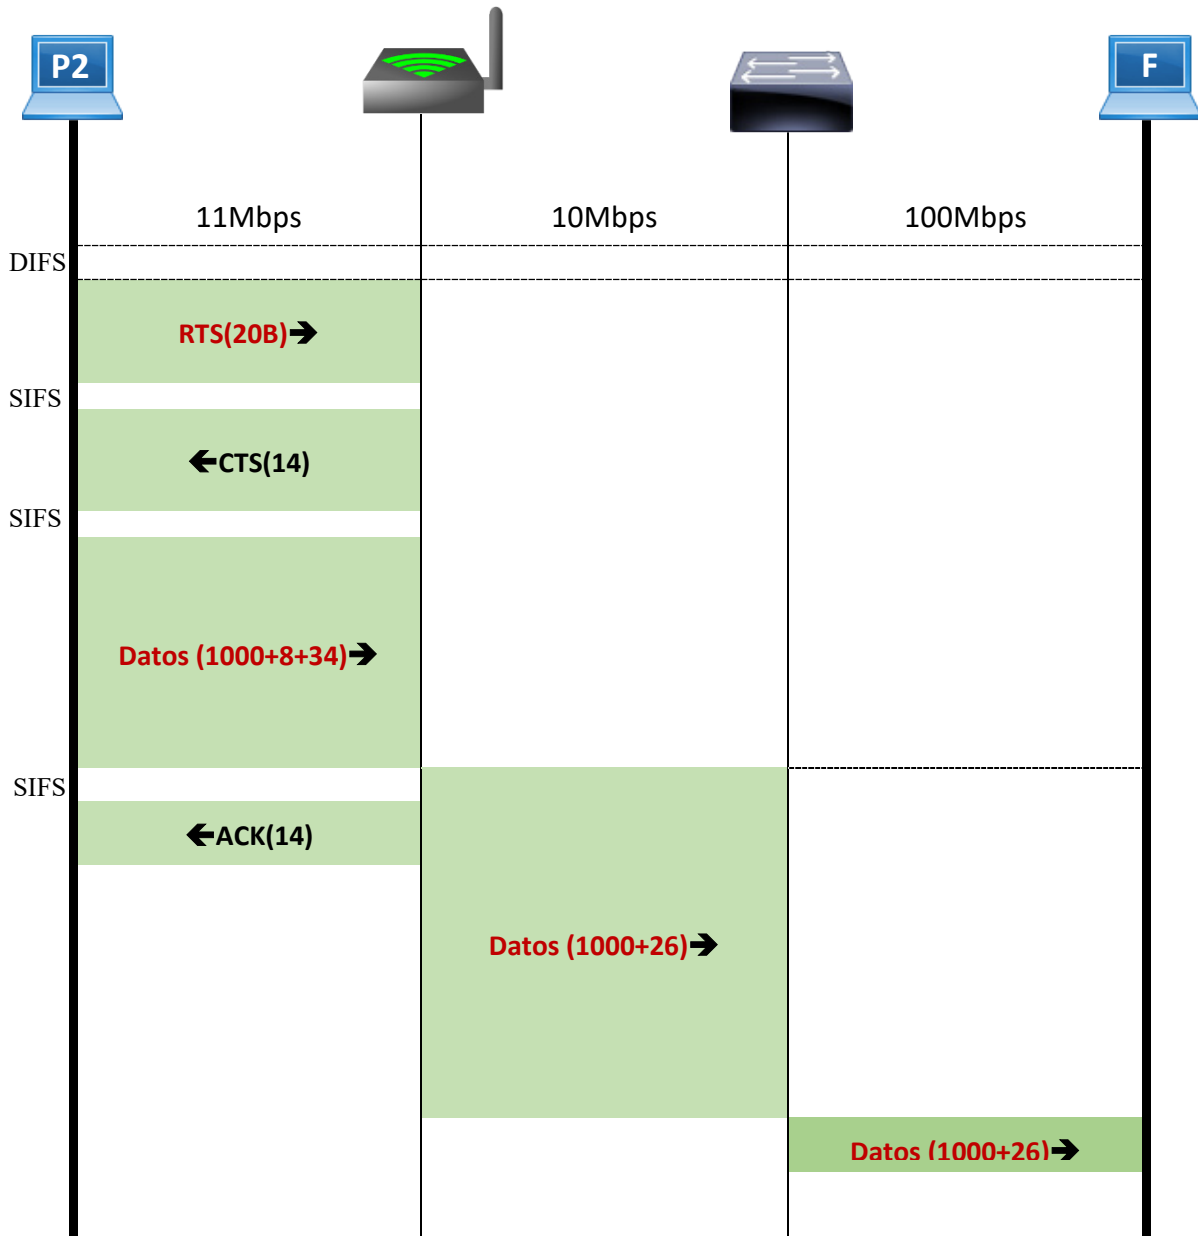 P2
F
11Mbps 10Mbps 100Mbps
DIFS
RTS(20B)🡺
SIFS
🡸CTS(14)
SIFS
Datos (1000+8+34)🡺
SIFS
🡸ACK(14)
Datos (1000+26)🡺
Datos (1000+26)🡺